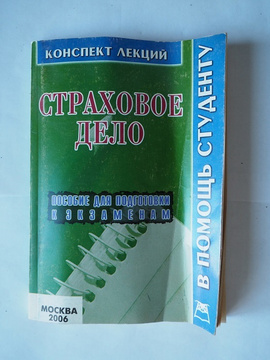 КОНСПЕКТ ЛЕКЦИЙ
СТРАХОВОЕ
ДЕЛО
ПОСОБИЕ ДЛЯ ПОДГОТОВКИ
К ЭКЗАМЕНАМ
В ПОМОЩЬ СТУДЕНТУ
МОСКВА
2006